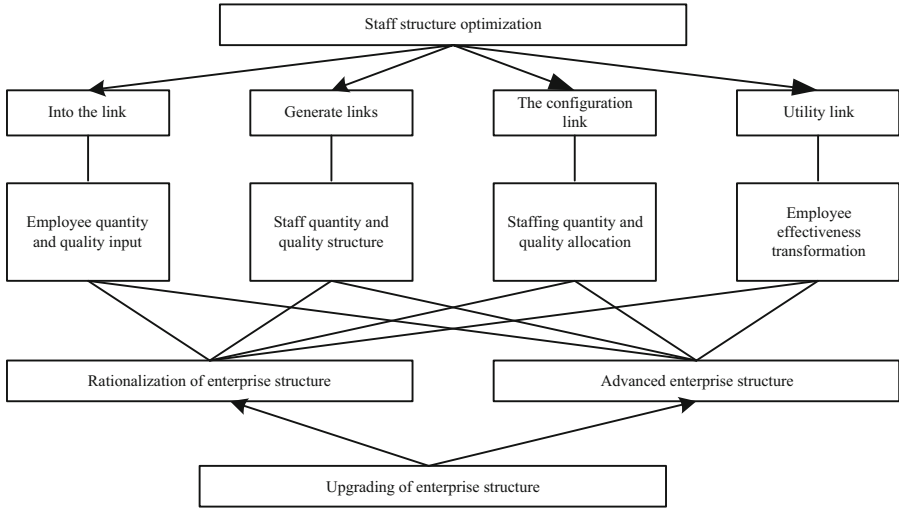 Staff structure optimization
Into the link
Generate links
The configuration
link
Utility link
Employee quantity
and quality input
Staff quantity and
quality structure
Staffing quantity and
quality allocation
Employee
effectiveness
transformation
Rationalization of enterprise structure
Advanced enterprise structure
Upgrading of enterprise structure